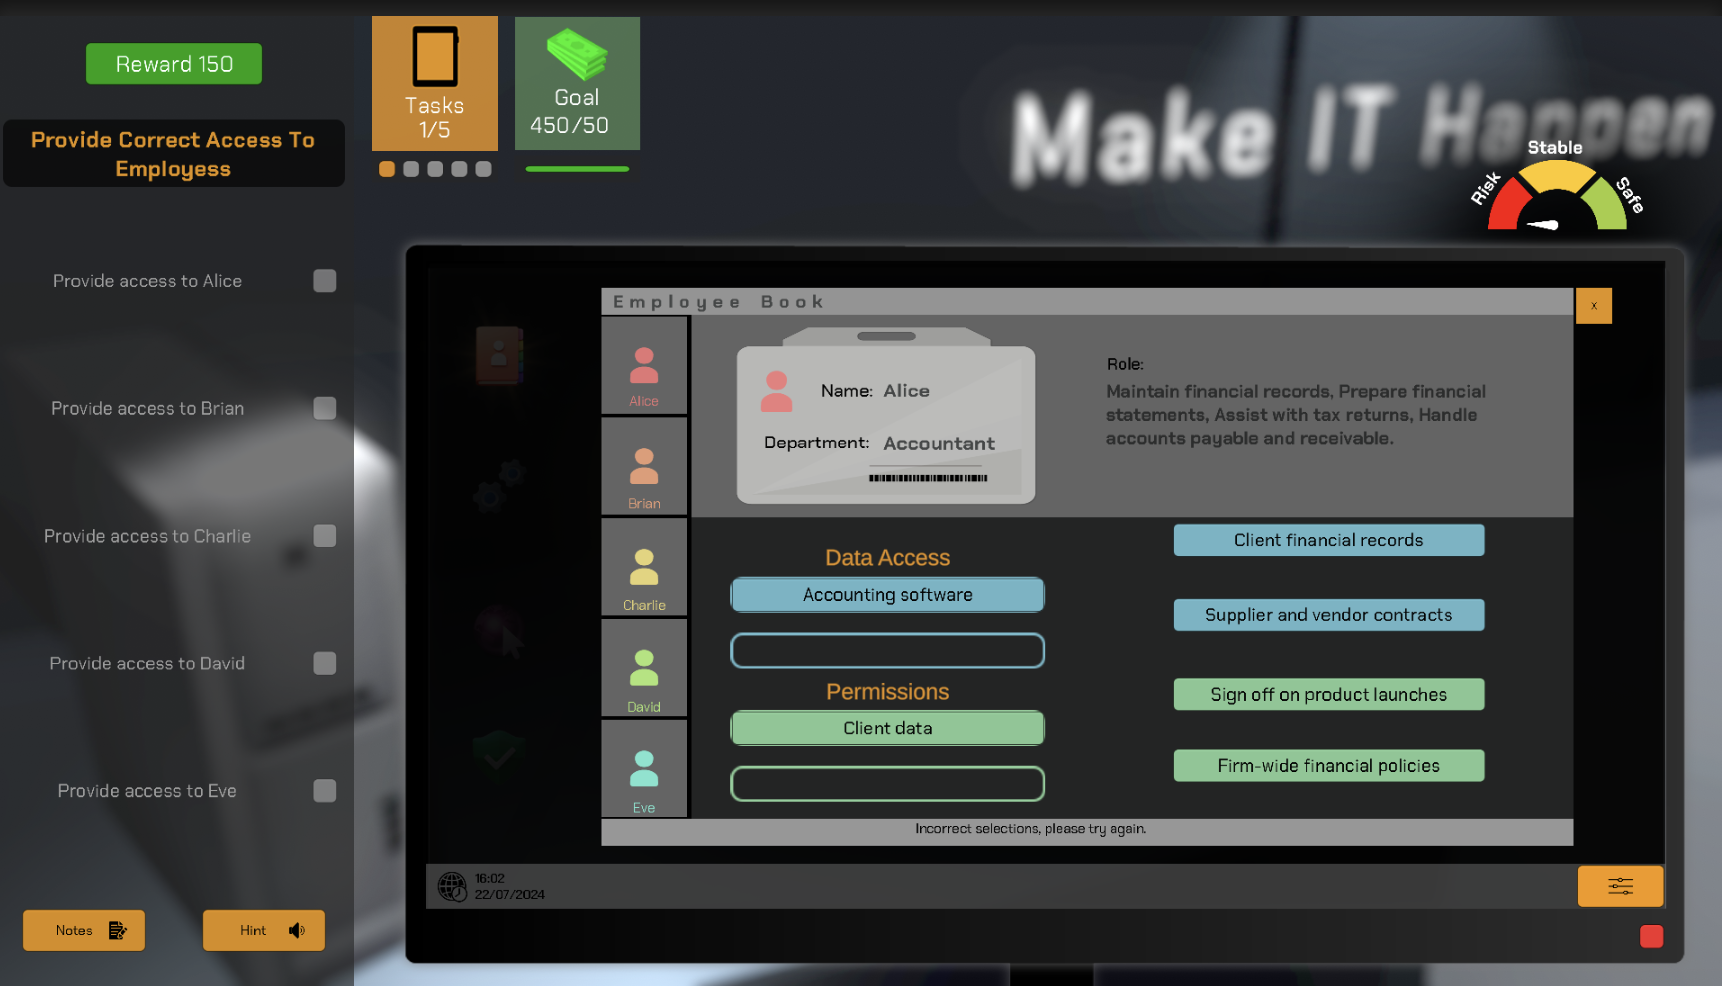 Reward 150
Provide Correct Access To
Employess
Provide access to Alice
Provide access to Brian
Provide access to Charlie
Provide access to David
Provide access to Eve
Notes
Hint
Tasks
1/5
Goal
450/50
Make IT Happen
Risk
Stable
Safe
Employee Book
x
Alice
Brian
Charlie
David
Eve
Name: Alice
Department: Accountant
Role:
Maintain financial records, Prepare financial
statements, Assist with tax returns, Handle
accounts payable and receivable.
Data Access
Accounting software
Permissions
Client data
Client financial records
Supplier and vendor contracts
Sign off on product launches
Firm-wide financial policies
Incorrect selections, please try again.
16:02
22/07/2024